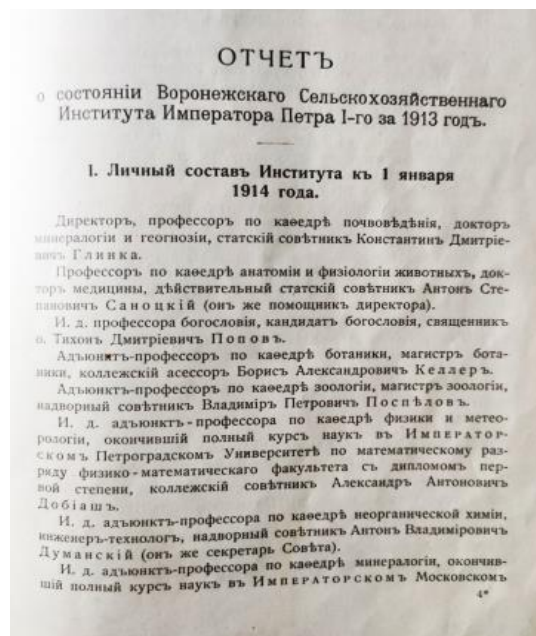 ОТЧЕТЪ
о состояніи Воронежскаго Сельскохозяйственнаго
Института Императора Петра I-го за 1913 годъ.
I. Личный составъ Института къ 1 января
1914 года.
Директоръ, профессоръ по каѳедрѣ почвовѣдѣнія, докторъ
минералогіи и геогнозіи, статскій совѣтникъ Константинъ Дмитріе-
вичъ Глинка.
Профессоръ по каѳедрѣ анатоміи и физіологіи животныхъ, док-
торъ медицины, дѣйствительный статскій совѣтникъ Антонъ Сте-
пановичъ Саноцкій (онъ же помощникъ директора).
И. д. профессора богословія, кандидатъ богословія, священникъ
о. Тихонъ Дмитріевичъ Поповъ.
Адъюнктъ-профессоръ по каѳедрѣ ботаники, магистръ бота-
ники, коллежскій асессоръ Борисъ Александровичъ Келлеръ.
Адъюнктъ-профессоръ по каѳедрѣ зоологіи, магистръ зоологіи,
надворный совѣтникъ Владиміръ Петровичъ Поспѣловъ.
И. д. адъюнктъ-профессора по каѳедрѣ физики и метео-
рологіи, окончившій полный курсъ наукъ въ Император-
скомъ Петроградскомъ Университетѣ по математическому раз-
ряду физико-математическаго факультета съ дипломомъ пер-
вой степени, коллежскій совѣтникъ Александръ Антоновичъ
Добіашъ.
И. д. адъюнктъ-профессора по каѳедрѣ неорганической химіи,
инженеръ-технологъ, надворный совѣтникъ Антонъ Владиміровичъ
Думанскій (онъ же секретарь Совѣта).
И. д. адъюнктъ-профессора по каѳедрѣ минералогіи, окончив-
шій полный курсъ наукъ въ Императорскомъ Московскомъ
4*